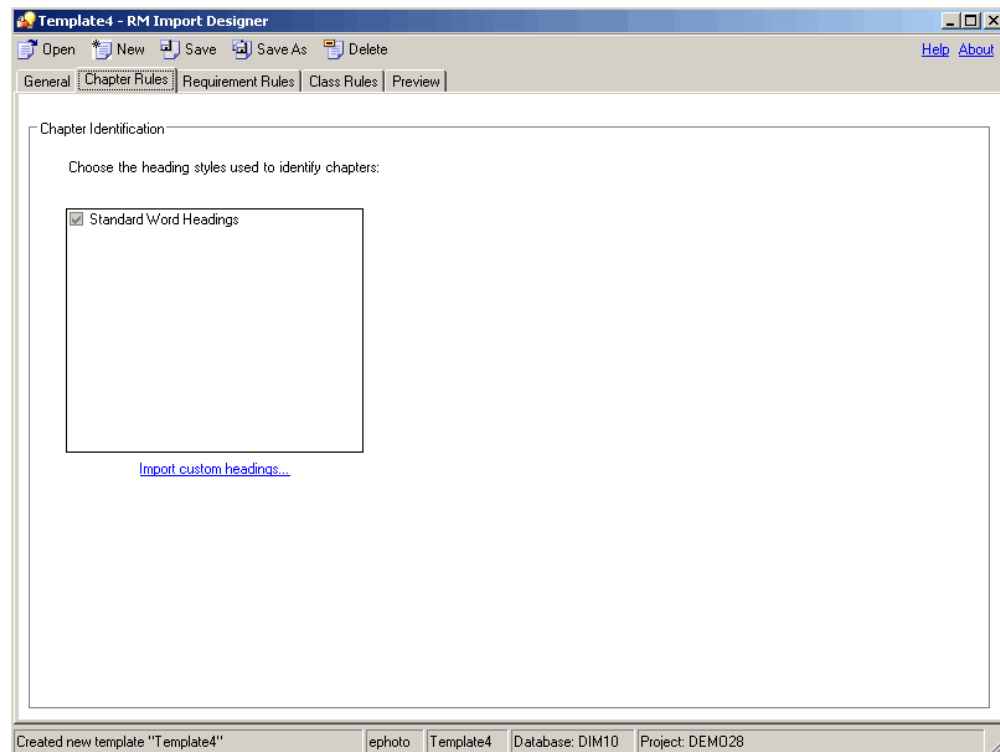 Template4 - RM Import Designer
Open New Save Save As Delete Help About
General Chapter Rules Requirement Rules Class Rules Preview
Chapter Identification
Choose the heading styles used to identify chapters:
Standard Word Headings
Import custom headings...
Created new template "Template4" ephoto Template4 Database: DIM10 Project: DEMO28